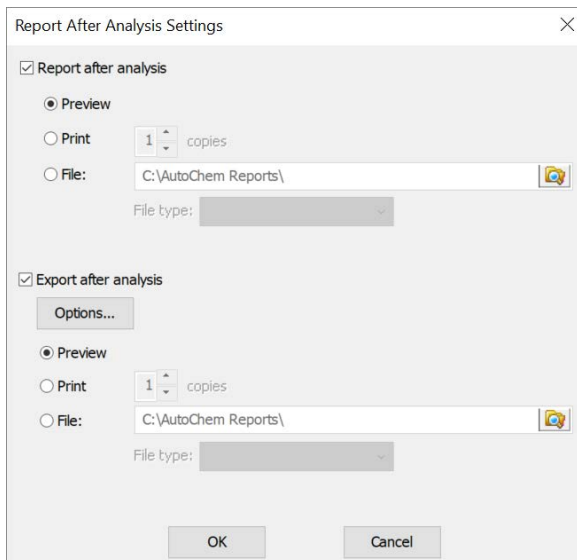 Report After Analysis Settings
Report after analysis
Preview
Print 1 copies
File: C:\AutoChem Reports\
File type:
Export after analysis
Options...
Preview
Print 1 copies
File: C:\AutoChem Reports\
File type:
OK Cancel